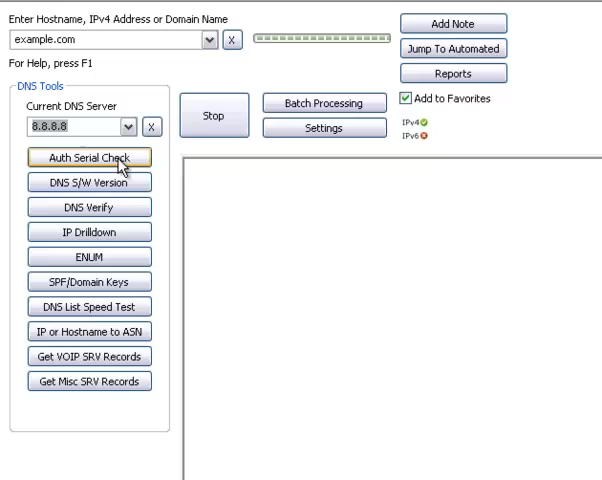 Enter Hostname, IPv4 Address or Domain Name
example.com
X
Add Note
For Help, press F1
Jump To Automated
Reports
DNS Tools
Current DNS Server
8.8.8.8
X
Stop
Batch Processing
Settings
Add to Favorites
IPv4
IPv6
Auth Serial Check
DNS S/W Version
DNS Verify
IP Drilldown
ENUM
SPF/Domain Keys
DNS List Speed Test
IP or Hostname to ASN
Get VOIP SRV Records
Get Misc SRV Records